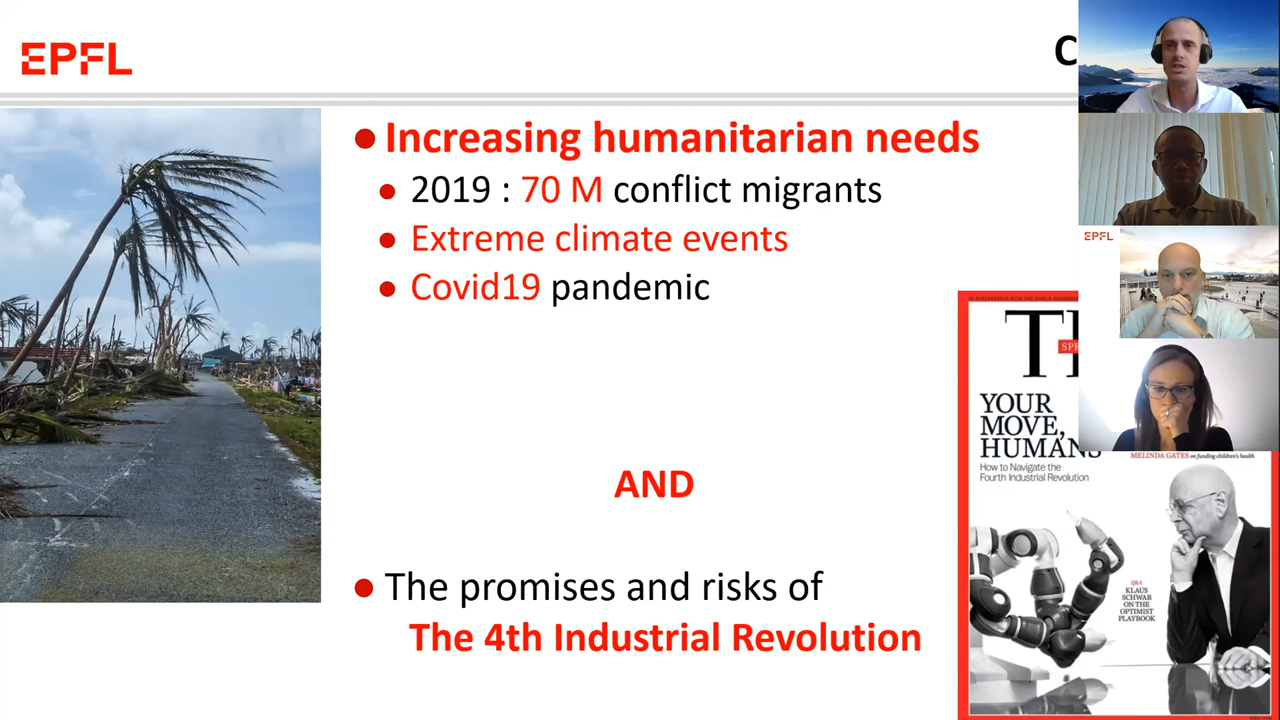 EPFL
● Increasing humanitarian needs
● 2019 : 70 M conflict migrants
● Extreme climate events
● Covid19 pandemic
AND
● The promises and risks of
The 4th Industrial Revolution
EPFL
YOUR
MOVE,
HUMANS
How to Navigate the
Fourth Industrial Revolution
MELINDA GATES on funding children's health
Q&A
KLAUS
SCHWAB
ON THE
OPTIMIST
PLAYBOOK